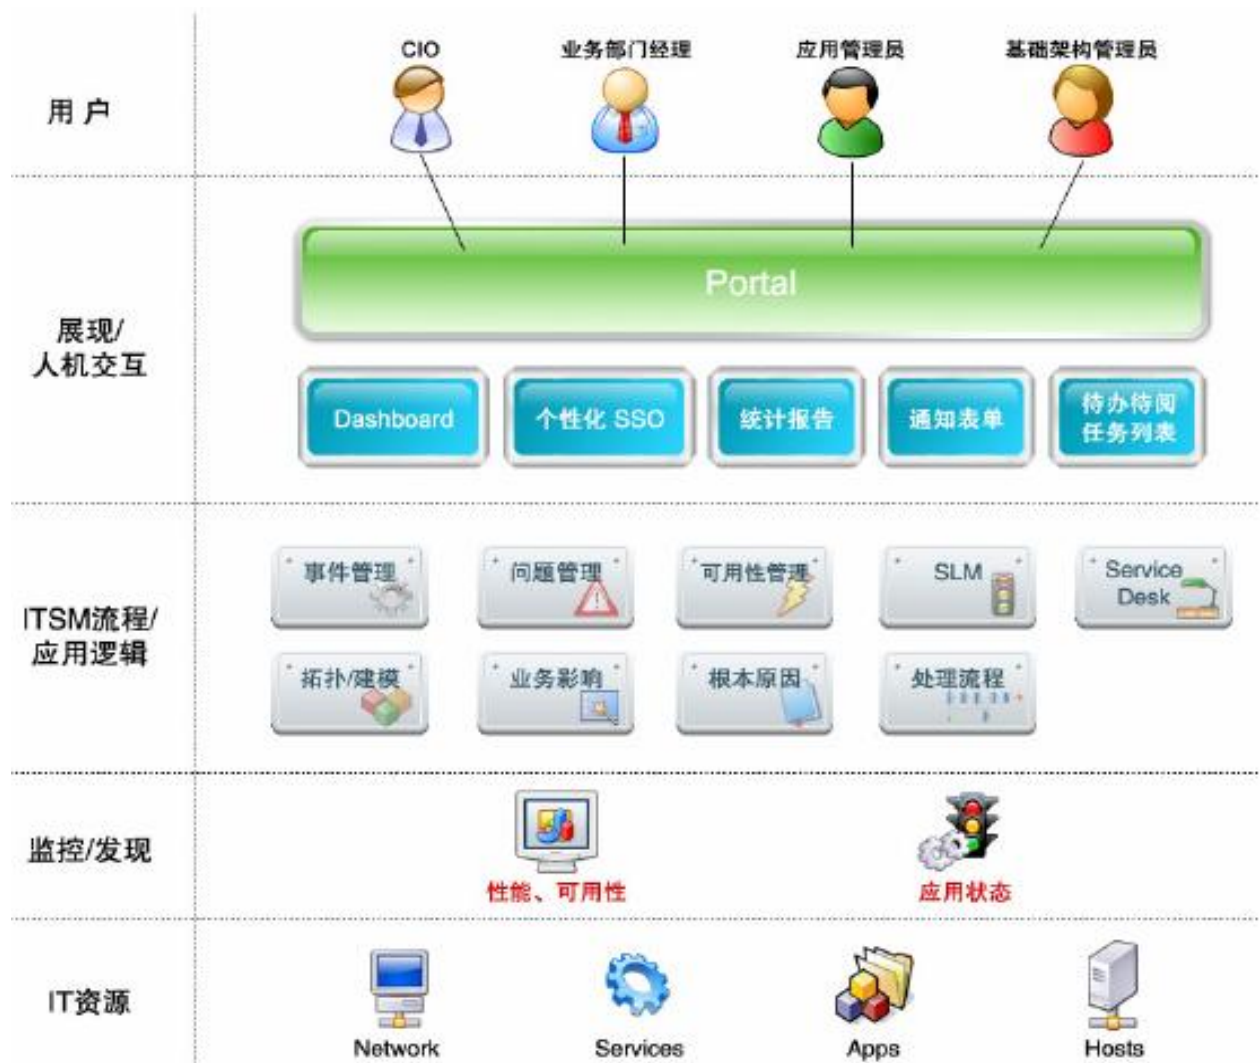 CIO
业务部门经理
应用管理员
基础架构管理员
用户
Portal
展现/
人机交互
Dashboard
个性化 SSO
统计报告
通知表单
待办待阅
任务列表
事件管理
问题管理
可用性管理
SLM
Service
Desk
ITSM流程/
应用逻辑
拓扑/建模
业务影响
根本原因
处理流程
监控/发现
性能、可用性
应用状态
IT资源
Network
Services
Apps
Hosts